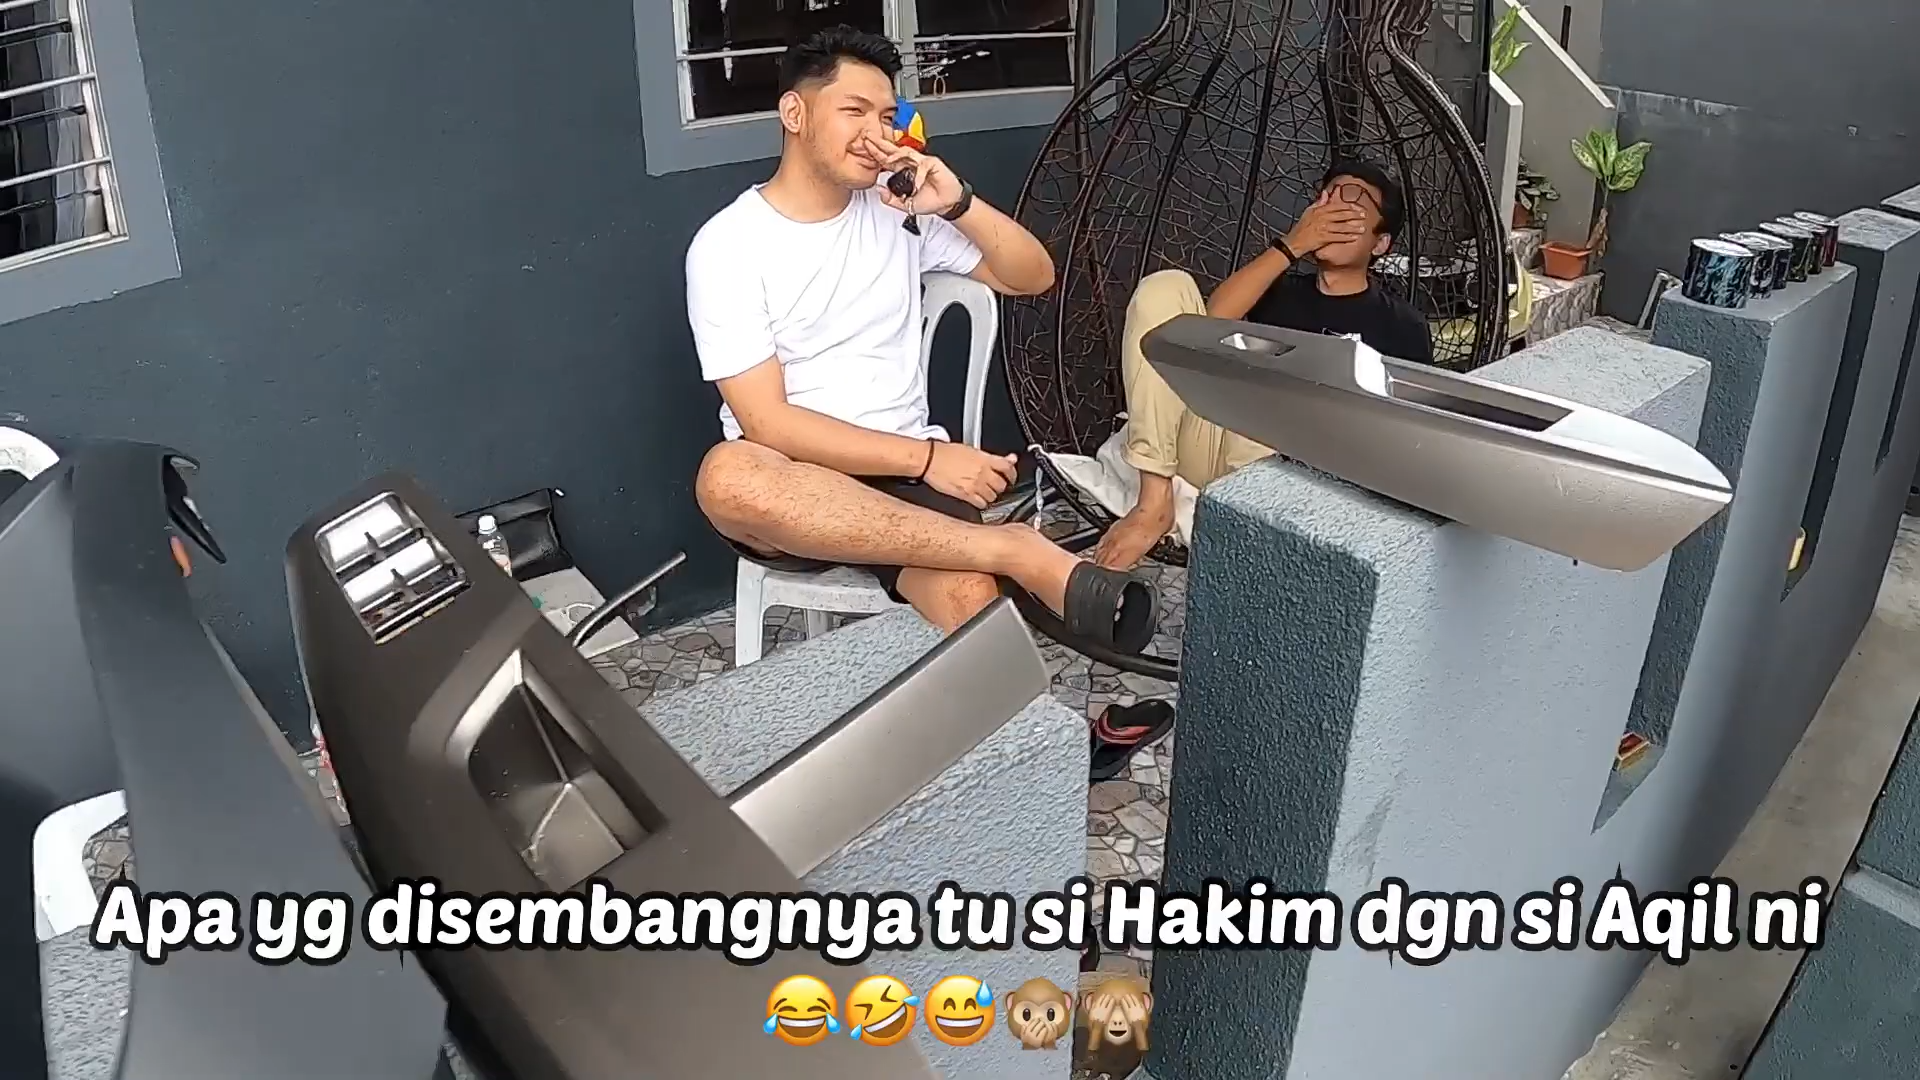 Apa yg disembangnya tu si Hakim dgn si Aqil ni
😂🤣😅🙊🙈